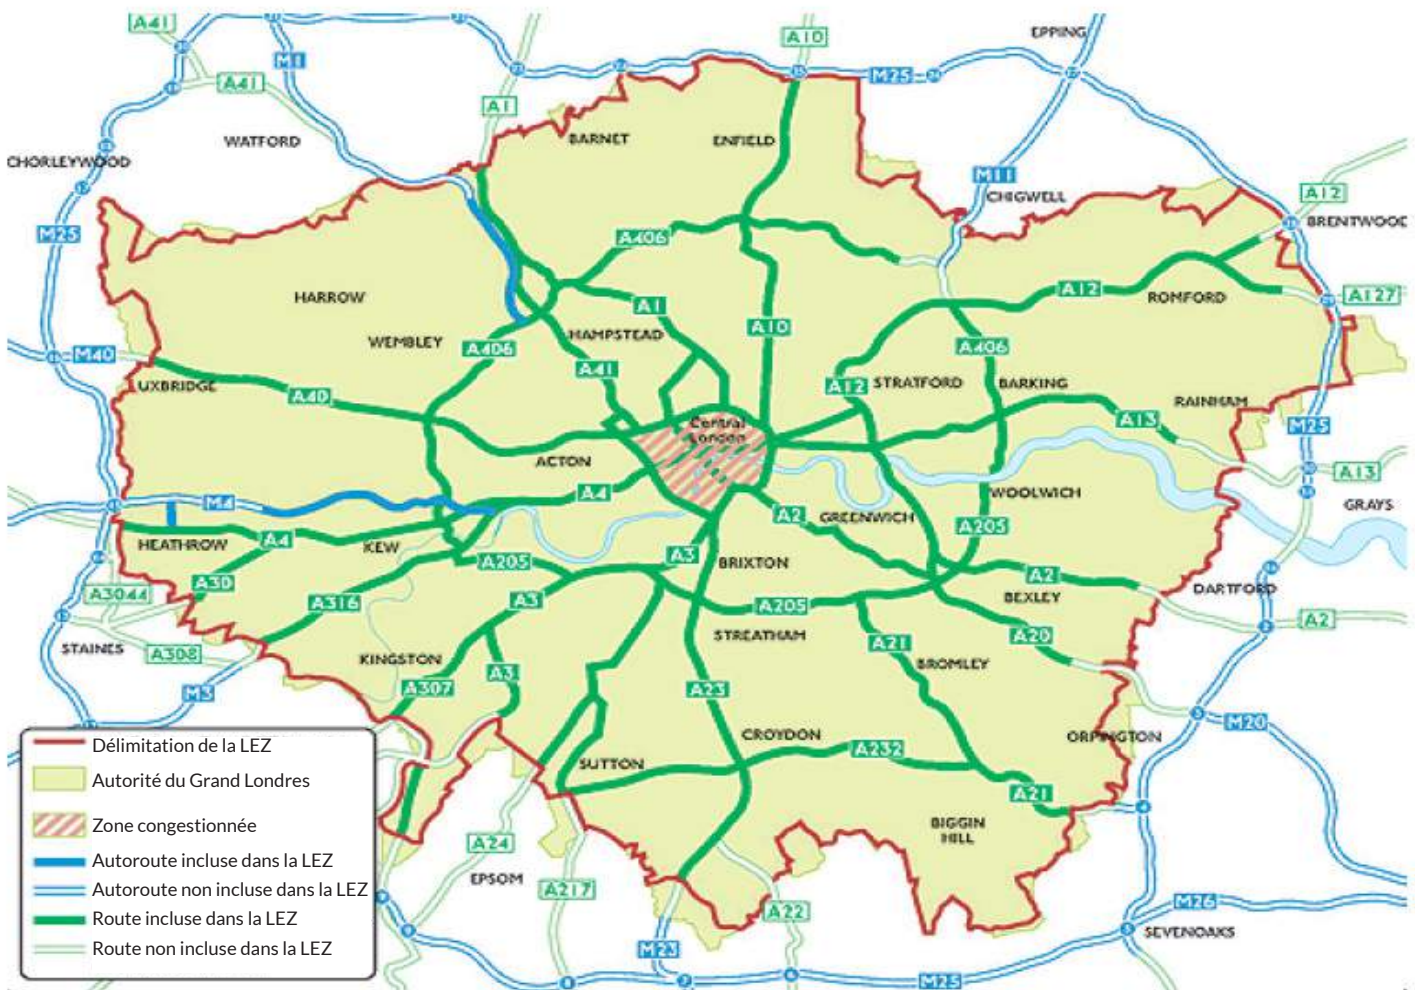 A41
M1
A10
EPPING
M25
A41
A1
WATFORD
BARNET
ENFIELD
CHORLEYWOOD
M11
CHIGWELL
A12
BRENTWOOD
M25
A406
HARROW
A1
A12
ROMFORD
A127
A10
HAMPSTEAD
WEMBLEY
A406
A406
M40
A41
UXBRIDGE
A40
A12
STRATFORD
BARKING
RAINHAM
Central
London
A13
M25
ACTON
A13
A4
WOOLWICH
M4
A2
GREENWICH
GRAYS
A205
HEATHROW
A4
KEW
A3
BRIXTON
A205
A30
A2
DARTFORD
A3044
A316
A3
A205
BEXLEY
A2
STAINES
A308
STREATHAM
A21
A20
KINGSTON
BROMLEY
A3
A307
A23
M3
M20
CROYDON
ORPINGTON
A232
SUTTON
A21
BIGGIN
HILL
A24
EPSOM
A217
A22
M26
SEVENOAKS
M23
M25
Délimitation de la LEZ
Autorité du Grand Londres
Zone congestionnée
Autoroute incluse dans la LEZ
Autoroute non incluse dans la LEZ
Route incluse dans la LEZ
Route non incluse dans la LEZ